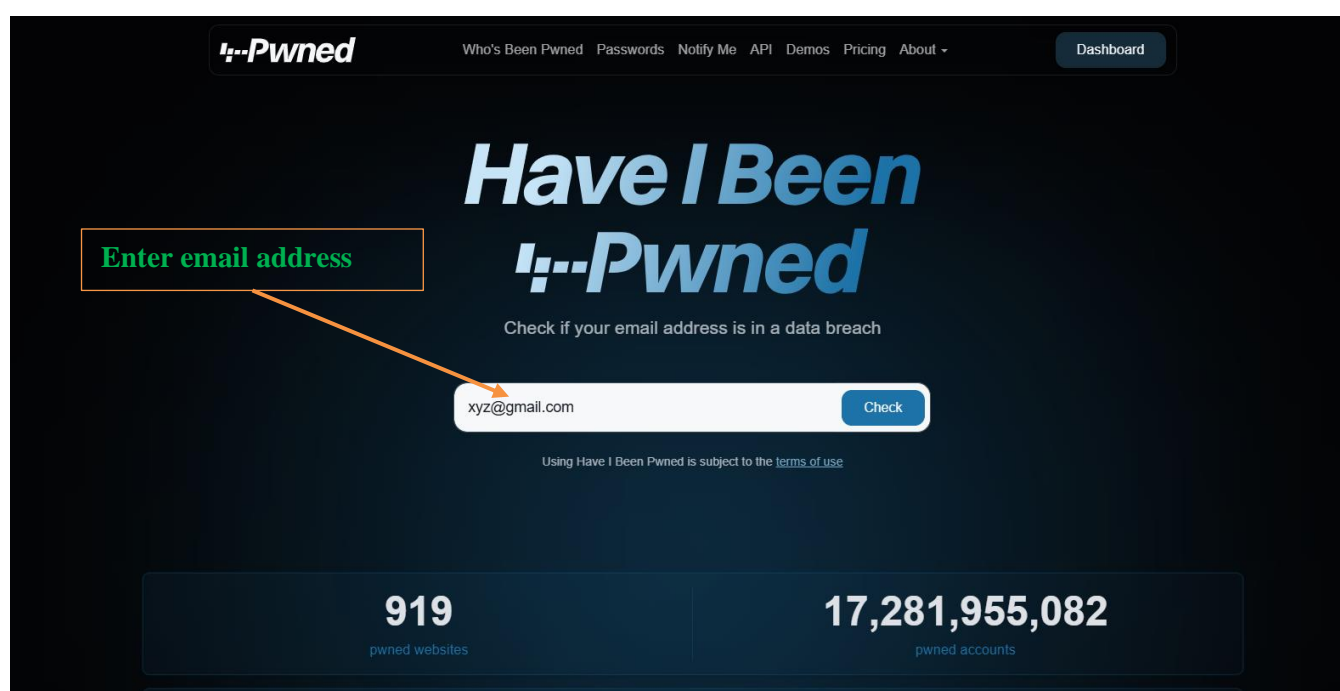 Pwned
Who's Been Pwned Passwords Notify Me API Demos Pricing About
Dashboard
Have I Been
Pwned
Enter email address
Check if your email address is in a data breach
xyz@gmail.com
Check
Using Have I Been Pwned is subject to the terms of use
919
pwned websites
17,281,955,082
pwned accounts